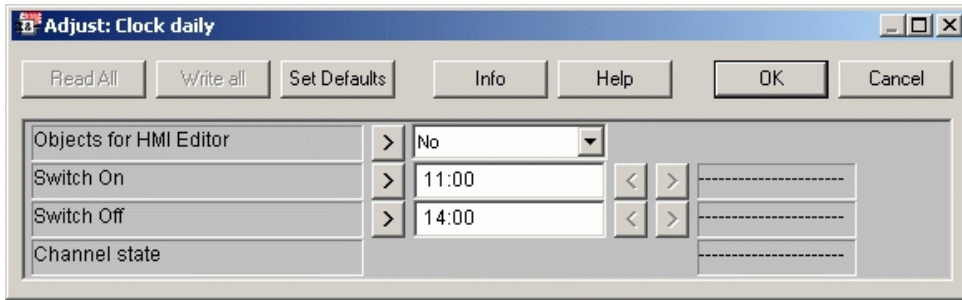 Adjust: Clock daily
Read All Write all Set Defaults Info Help OK Cancel
Objects for HMI Editor > No
Switch On > 11:00 < > ---------------------
Switch Off > 14:00 < > ---------------------
Channel state ---------------------